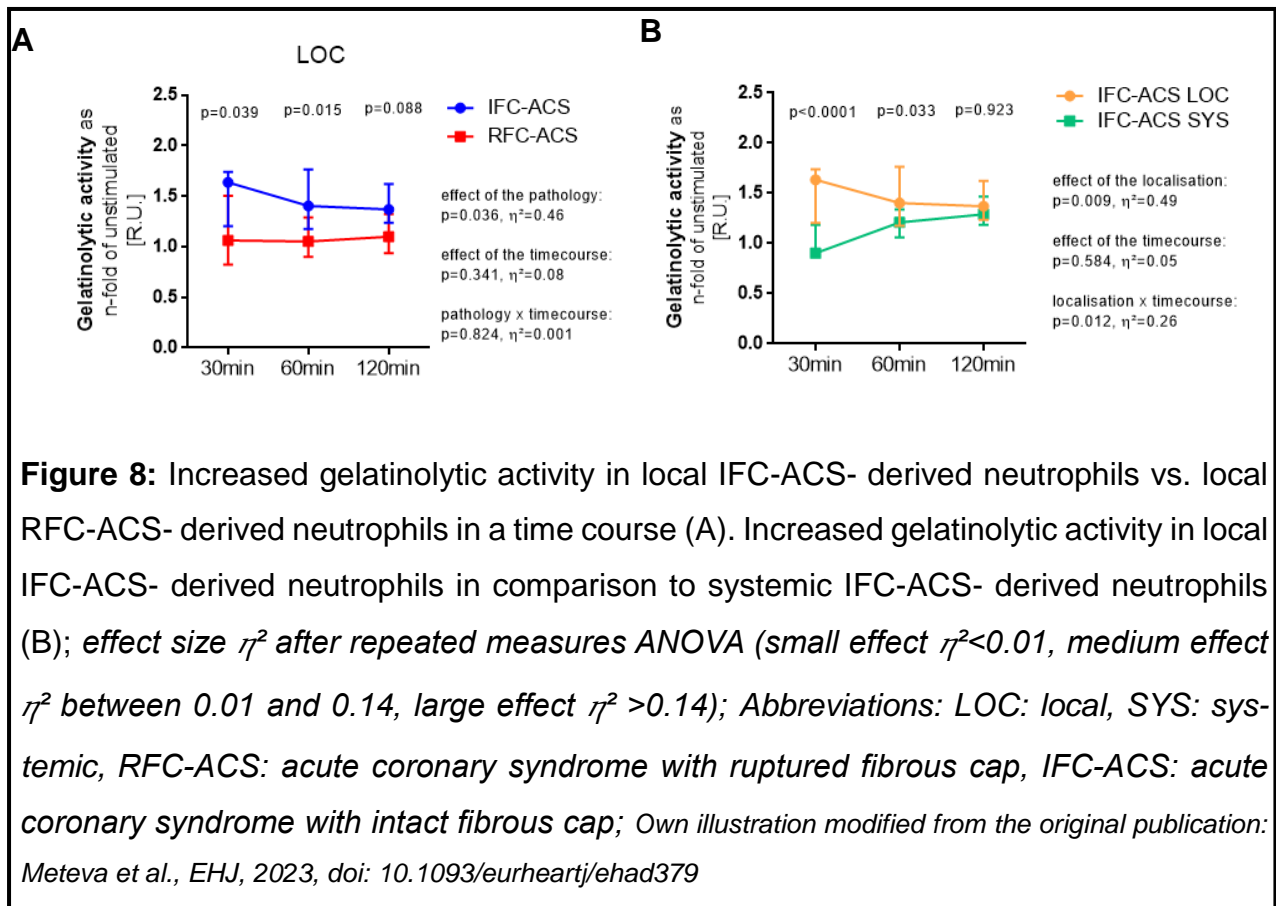 A
LOC
Gelatinolytic activity as
n-fold of unstimulated
[R.U.]
2.5
2.0
1.5
1.0
0.5
0.0
p=0.039 p=0.015 p=0.088
30min 60min 120min
IFC-ACS
RFC-ACS
effect of the pathology:
p=0.036, η²=0.46
effect of the timecourse:
p=0.341, η²=0.08
pathology x timecourse:
p=0.824, η²=0.001
B
Gelatinolytic activity as
n-fold of unstimulated
[R.U.]
2.5
2.0
1.5
1.0
0.5
0.0
p<0.0001 p=0.033 p=0.923
30min 60min 120min
IFC-ACS LOC
IFC-ACS SYS
effect of the localisation:
p=0.009, η²=0.49
effect of the timecourse:
p=0.584, η²=0.05
localisation x timecourse:
p=0.012, η²=0.26
Figure 8: Increased gelatinolytic activity in local IFC-ACS- derived neutrophils vs. local
RFC-ACS- derived neutrophils in a time course (A). Increased gelatinolytic activity in local
IFC-ACS- derived neutrophils in comparison to systemic IFC-ACS- derived neutrophils
(B); effect size η² after repeated measures ANOVA (small effect η²<0.01, medium effect
η² between 0.01 and 0.14, large effect η² >0.14); Abbreviations: LOC: local, SYS: sys-
temic, RFC-ACS: acute coronary syndrome with ruptured fibrous cap, IFC-ACS: acute
coronary syndrome with intact fibrous cap; Own illustration modified from the original publication:
Meteva et al., EHJ, 2023, doi: 10.1093/eurheartj/ehad379